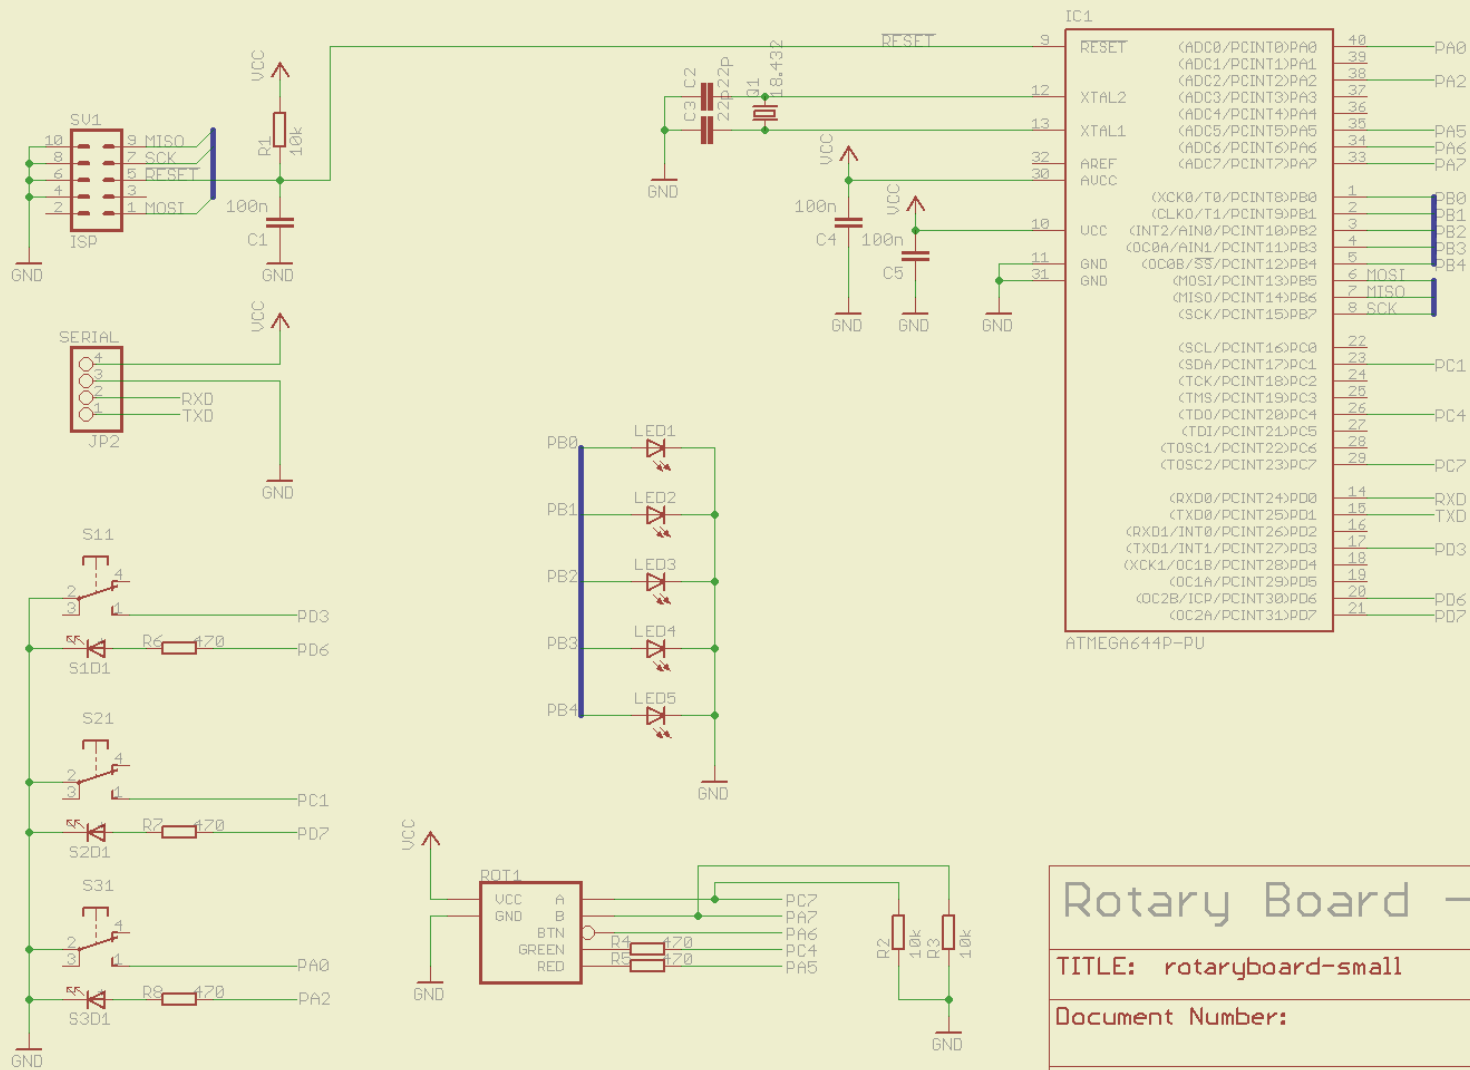 IC1
RESET
9 RESET (ADC0/PCINT0)PA0 40 PA0
(ADC1/PCINT1)PA1 39
(ADC2/PCINT2)PA2 38 PA2
12 XTAL2 (ADC3/PCINT3)PA3 37
(ADC4/PCINT4)PA4 36
13 XTAL1 (ADC5/PCINT5)PA5 35 PA5
(ADC6/PCINT6)PA6 34 PA6
32 AREF (ADC7/PCINT7)PA7 33 PA7
30 AVCC
(XCK0/T0/PCINT8)PB0 1 PB0
(CLKO/T1/PCINT9)PB1 2 PB1
10 VCC (INT2/AIN0/PCINT10)PB2 3 PB2
(OC0A/AIN1/PCINT11)PB3 4 PB3
11 GND (OC0B/SS/PCINT12)PB4 5 PB4
31 GND (MOSI/PCINT13)PB5 6 MOSI
(MISO/PCINT14)PB6 7 MISO
(SCK/PCINT15)PB7 8 SCK
(SCL/PCINT16)PC0 22
(SDA/PCINT17)PC1 23 PC1
(TCK/PCINT18)PC2 24
(TMS/PCINT19)PC3 25
(TDO/PCINT20)PC4 26 PC4
(TDI/PCINT21)PC5 27
(TOSC1/PCINT22)PC6 28
(TOSC2/PCINT23)PC7 29 PC7
(RXD0/PCINT24)PD0 14 RXD
(TXD0/PCINT25)PD1 15 TXD
(RXD1/INT0/PCINT26)PD2 16
(TXD1/INT1/PCINT27)PD3 17 PD3
(XCK1/OC1B/PCINT28)PD4 18
(OC1A/PCINT29)PD5 19
(OC2B/ICP/PCINT30)PD6 20 PD6
(OC2A/PCINT31)PD7 21 PD7
ATMEGA644P-PU
VCC
R1
10k
SV1
10 9 MISO
8 7 SCK
6 5 RESET
4 3
2 1 MOSI
ISP
GND
100n
C1
GND
C2
22p
C3
22p
Q1
18.432
GND
VCC
100n
C4
GND
VCC
100n
C5
GND
GND
SERIAL
VCC
4
3
2 RXD
1 TXD
JP2
GND
PB0 LED1
PB1 LED2
PB2 LED3
PB3 LED4
PB4 LED5
GND
S11
2 4
3 1 PD3
R6 470 PD6
S1D1
S21
2 4
3 1 PC1
R7 470 PD7
S2D1
S31
2 4
3 1 PA0
R8 470 PA2
S3D1
GND
VCC
ROT1
VCC A PC7
GND B PA7
BTN PA6
GREEN R4 470 PC4
RED R5 470 PA5
GND
R2
10k
R3
10k
GND
Rotary Board -
TITLE: rotaryboard-small
Document Number: